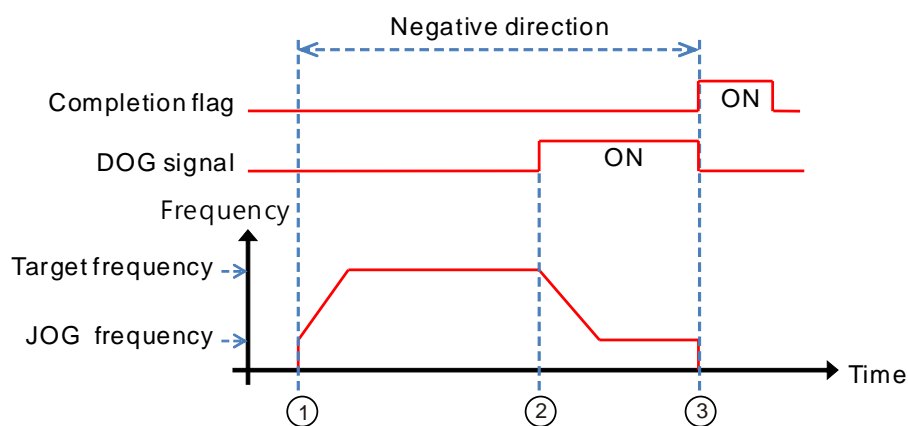 Negative direction
Completion flag
ON
DOG signal
ON
Frequency
Target frequency
JOG frequency
Time
1
2
3